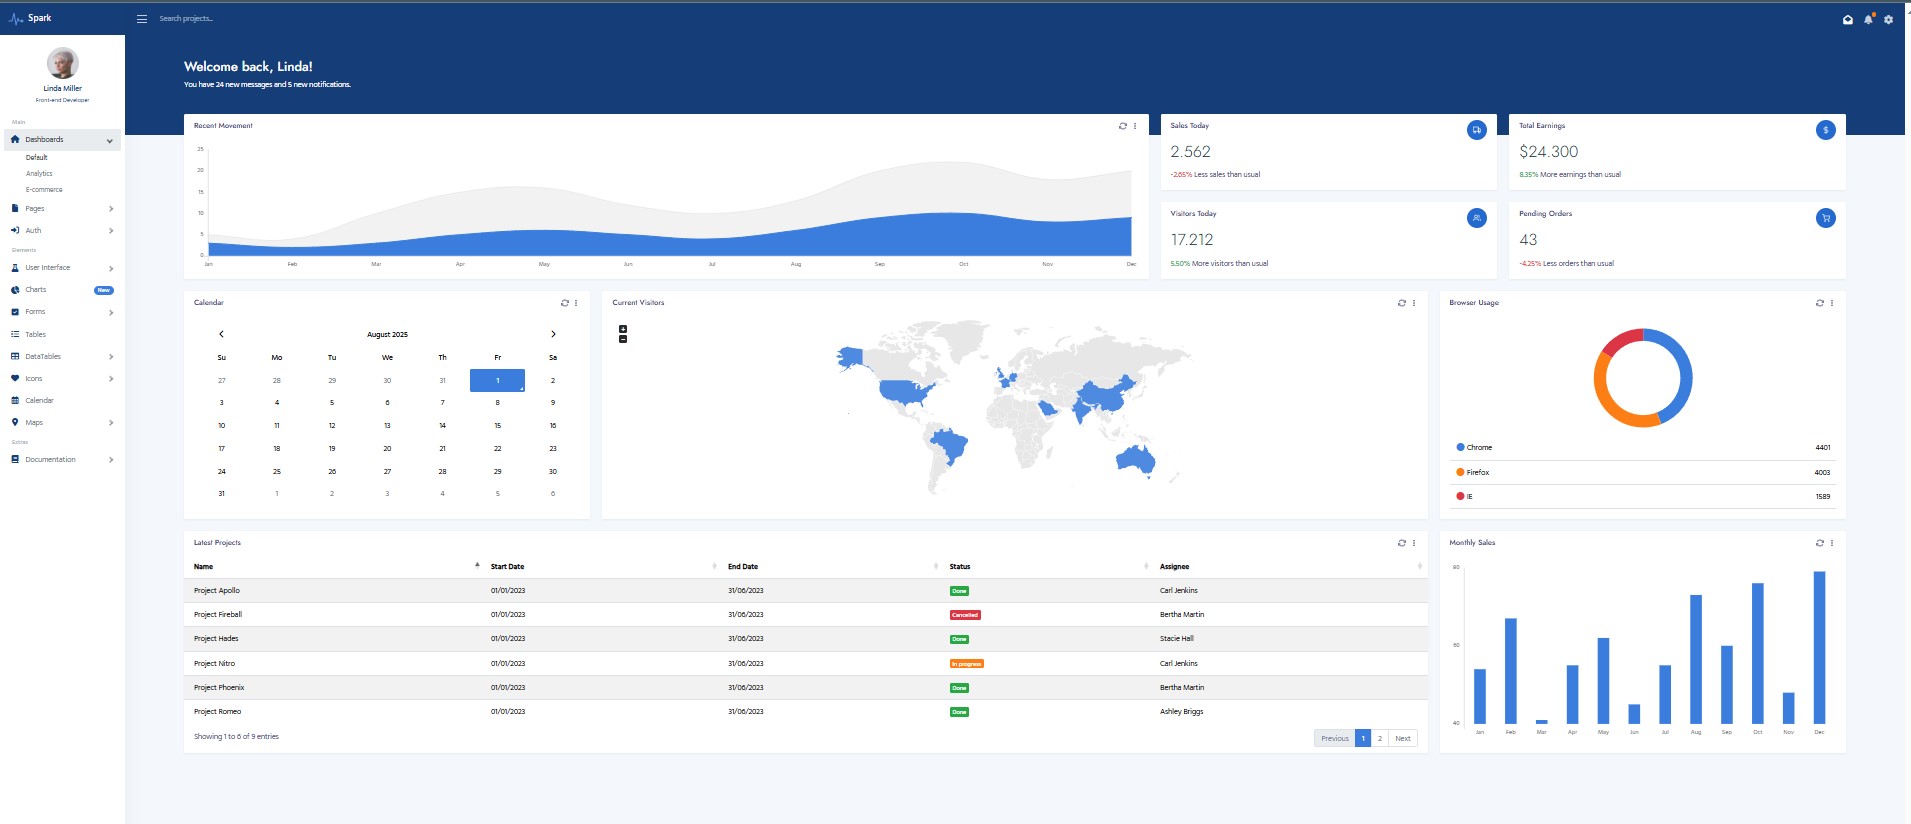 Spark
Search projects...
Linda Miller
Front-end Developer
Main
Dashboards
Default
Analytics
E-commerce
Pages
Auth
Elements
User Interface
Charts New
Forms
Tables
DataTables
Icons
Calendar
Maps
Extras
Documentation
Welcome back, Linda!
You have 24 new messages and 5 new notifications.
Recent Movement
25
20
15
10
5
0
Jan Feb Mar Apr May Jun Jul Aug Sep Oct Nov Dec
Sales Today
2.562
-2.65% Less sales than usual
Total Earnings
$
$24.300
8.35% More earnings than usual
Visitors Today
17.212
5.50% More visitors than usual
Pending Orders
43
-4.25% Less orders than usual
Calendar
August 2025
Su Mo Tu We Th Fr Sa
27 28 29 30 31 1 2
3 4 5 6 7 8 9
10 11 12 13 14 15 16
17 18 19 20 21 22 23
24 25 26 27 28 29 30
31 1 2 3 4 5 6
Current Visitors
+
−
Browser Usage
Chrome 4401
Firefox 4003
IE 1589
Latest Projects
Name Start Date End Date Status Assignee
Project Apollo 01/01/2023 31/06/2023 Done Carl Jenkins
Project Fireball 01/01/2023 31/06/2023 Cancelled Bertha Martin
Project Hades 01/01/2023 31/06/2023 Done Stacie Hall
Project Nitro 01/01/2023 31/06/2023 In progress Carl Jenkins
Project Phoenix 01/01/2023 31/06/2023 Done Bertha Martin
Project Romeo 01/01/2023 31/06/2023 Done Ashley Briggs
Showing 1 to 6 of 9 entries
Previous 1 2 Next
Monthly Sales
80
60
40
Jan Feb Mar Apr May Jun Jul Aug Sep Oct Nov Dec